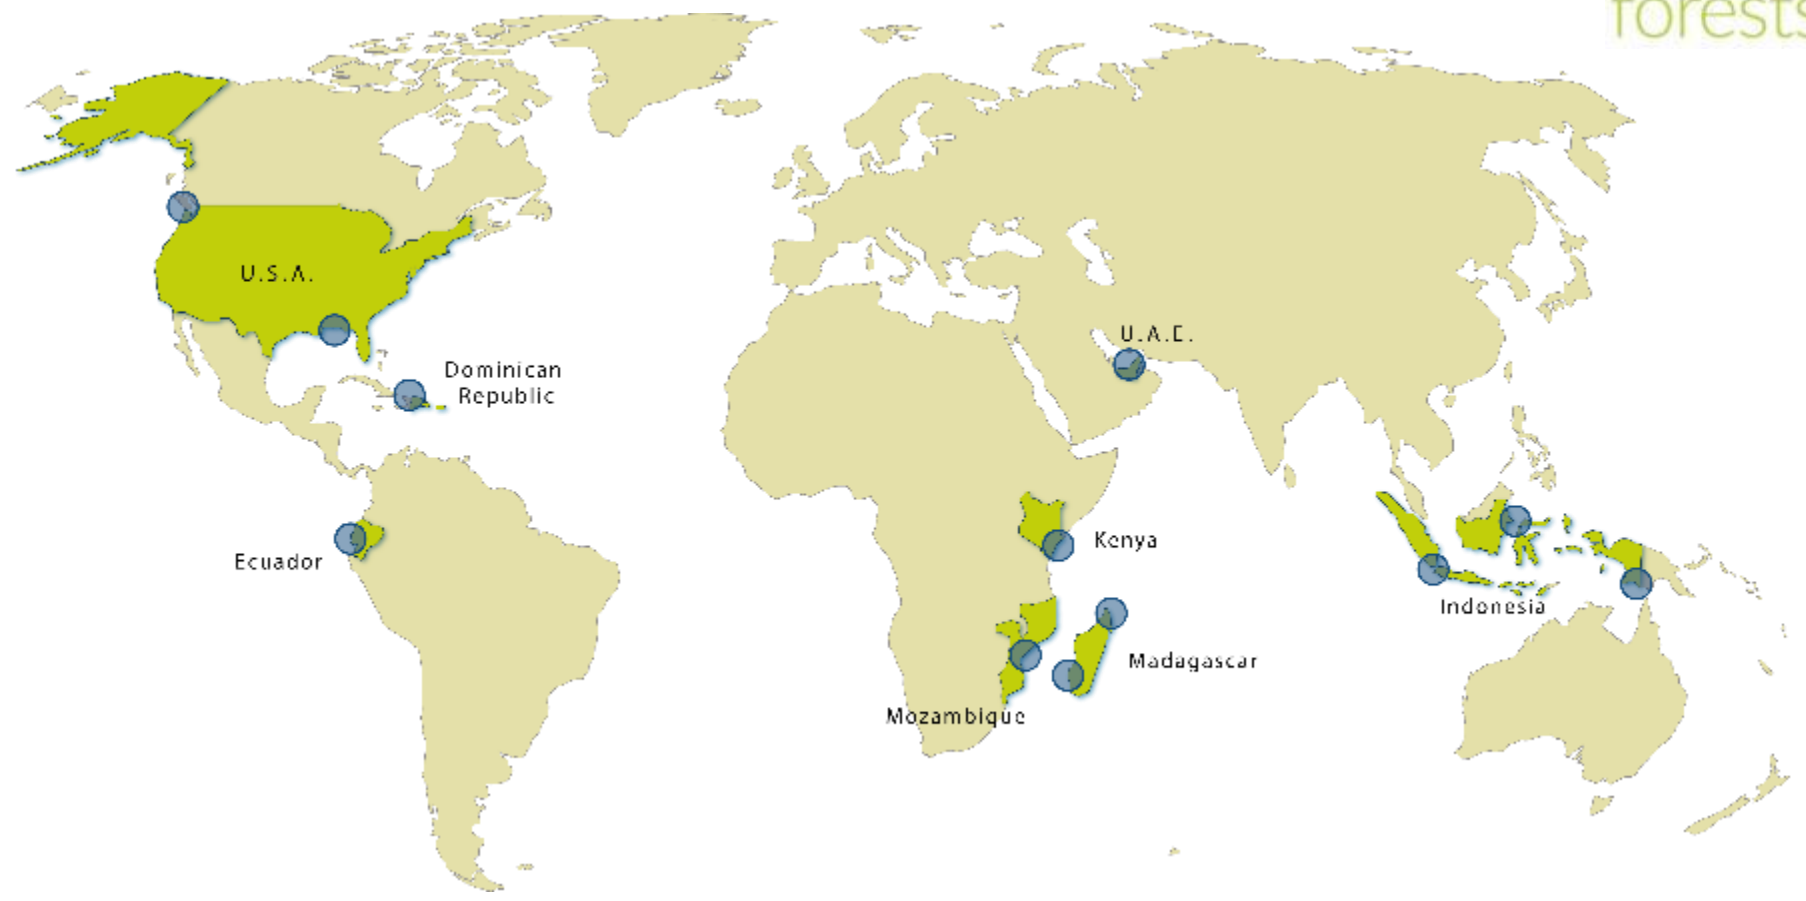 forests
U.S.A.
U.A.E.
Dominican
Republic
Kenya
Ecuador
Indonesia
Madagascar
Mozambique